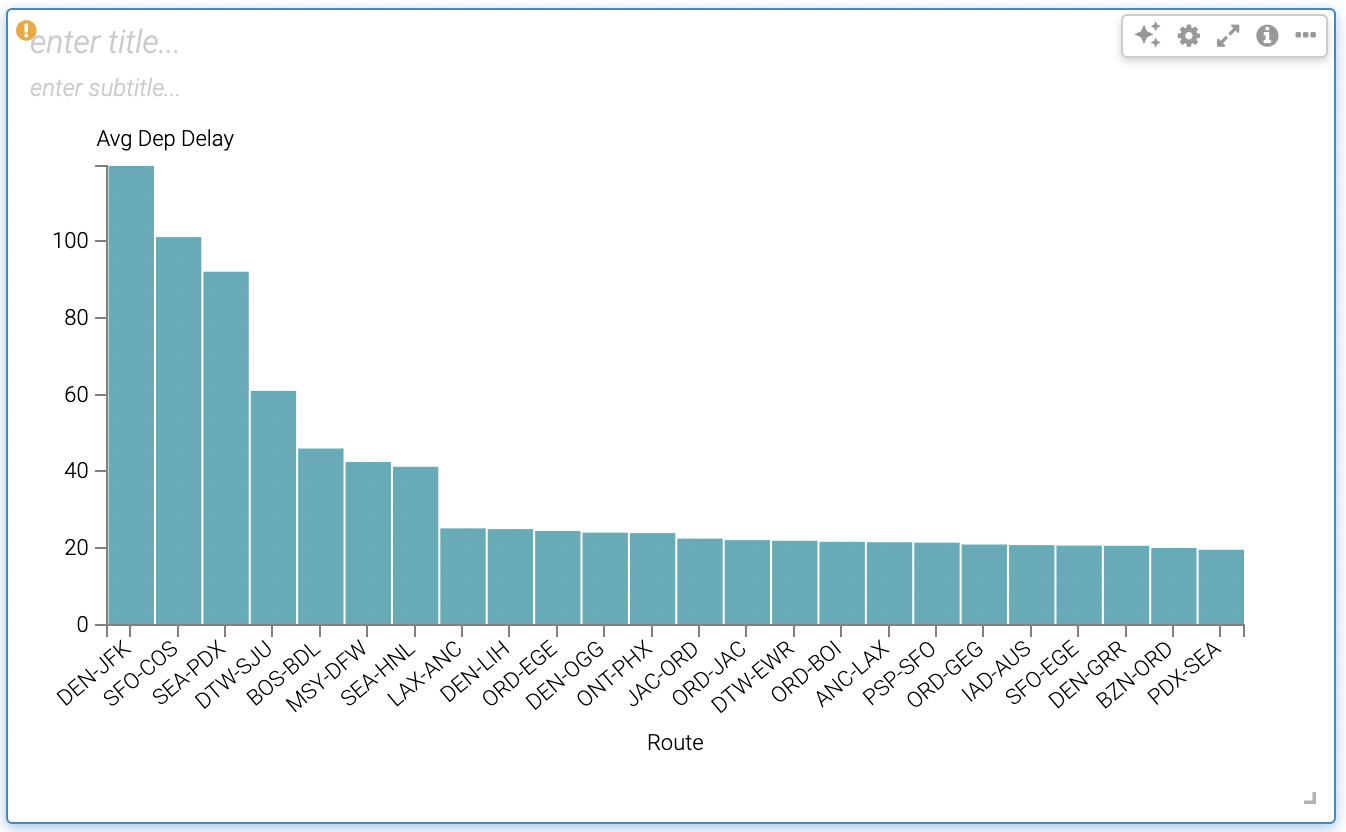 enter title...
enter subtitle...
Avg Dep Delay
100
80
60
40
20
0
DEN-JFK
SFO-COS
SEA-PDX
DTW-SJU
BOS-BDL
MSY-DFW
SEA-HNL
LAX-ANC
DEN-LIH
ORD-EGE
DEN-OGG
ONT-PHX
JAC-ORD
ORD-JAC
DTW-EWR
ORD-BOI
ANC-LAX
PSP-SFO
ORD-GEG
IAD-AUS
SFO-EGE
DEN-GRR
BZN-ORD
PDX-SEA
Route